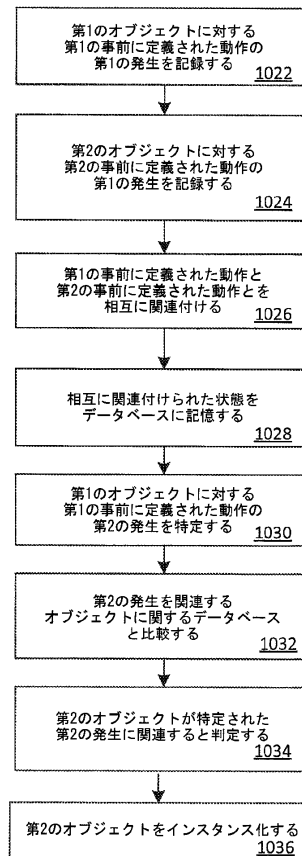 第1のオブジェクトに対する
第1の事前に定義された動作の
第1の発生を記録する
1022
第2のオブジェクトに対する
第2の事前に定義された動作の
第1の発生を記録する
1024
第1の事前に定義された動作と
第2の事前に定義された動作とを
相互に関連付ける
1026
相互に関連付けられた状態を
データベースに記憶する
1028
第1のオブジェクトに対する
第1の事前に定義された動作の
第2の発生を特定する
1030
第2の発生を関連する
オブジェクトに関するデータベース
と比較する
1032
第2のオブジェクトが特定された
第2の発生に関連すると判定する
1034
第2のオブジェクトをインスタンス化する
1036